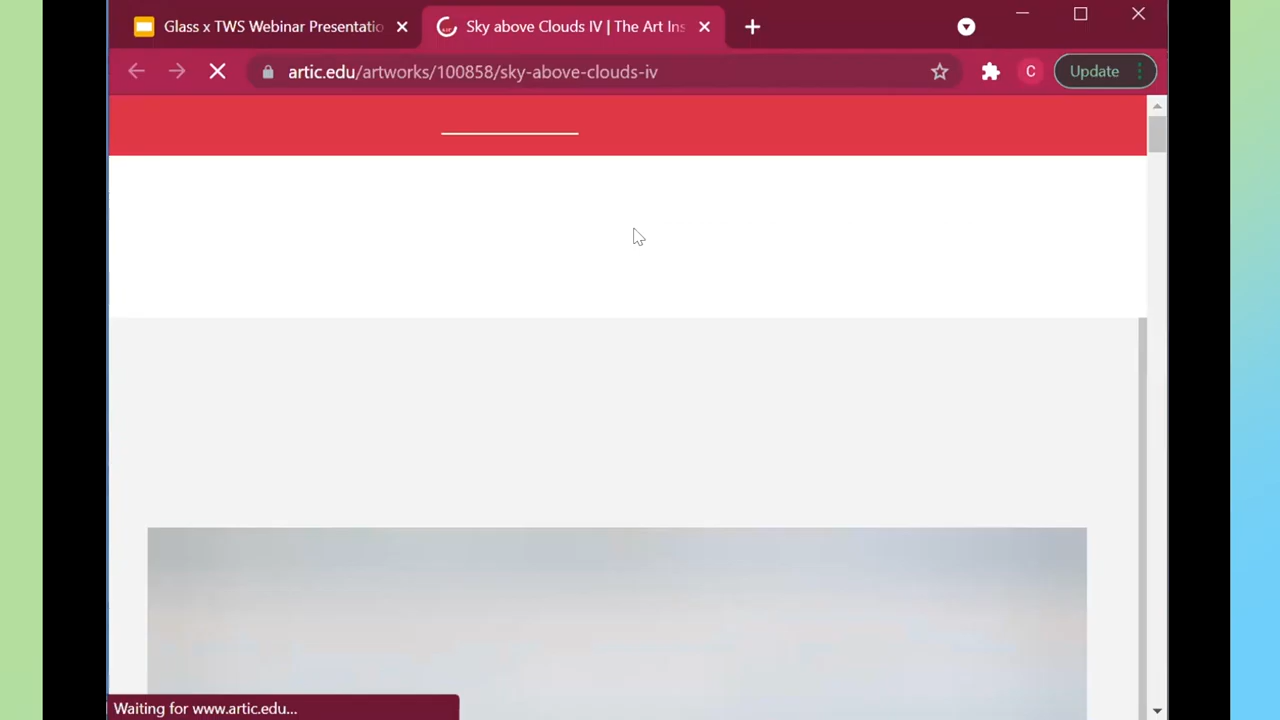 Glass x TWS Webinar Presentatio
Sky above Clouds IV | The Art Ins
artic.edu/artworks/100858/sky-above-clouds-iv
C
Update
Waiting for www.artic.edu...